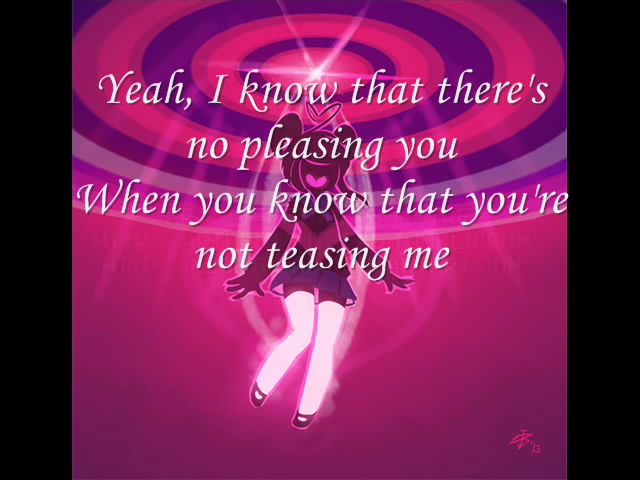 Yeah, I know that there's
no pleasing you
When you know that you're
not teasing me